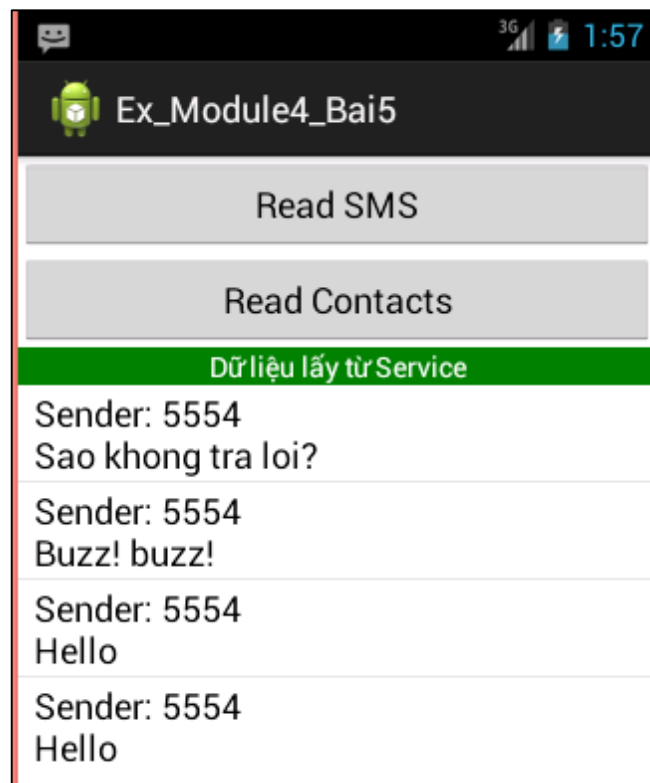 3G 1:57
Ex_Module4_Bai5
Read SMS
Read Contacts
Dữ liệu lấy từ Service
Sender: 5554
Sao khong tra loi?
Sender: 5554
Buzz! buzz!
Sender: 5554
Hello
Sender: 5554
Hello